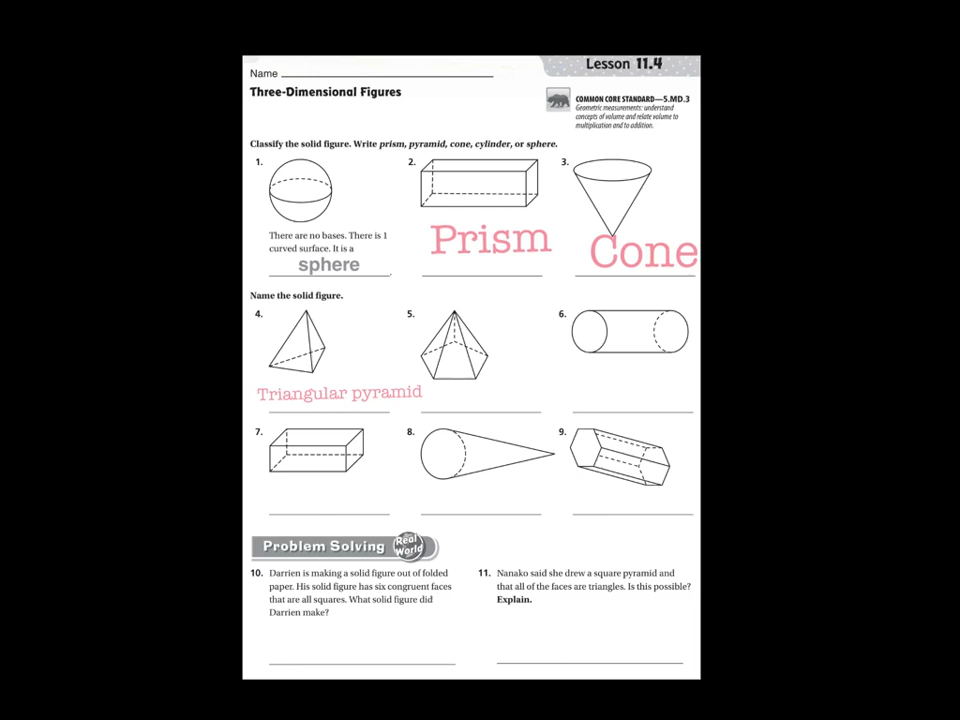 Lesson 11.4
Name
Three-Dimensional Figures
COMMON CORE STANDARD—5.MD.3
Geometric measurements: understand
concepts of volume and relate volume to
multiplication and to addition.
Classify the solid figure. Write prism, pyramid, cone, cylinder, or sphere.
1.
2.
3.
There are no bases. There is 1
curved surface. It is a
sphere.
Prism
Cone
Name the solid figure.
4.
5.
6.
Triangular pyramid
7.
8.
9.
Problem Solving
Real
World
10. Darrien is making a solid figure out of folded
paper. His solid figure has six congruent faces
that are all squares. What solid figure did
Darrien make?
11. Nanako said she drew a square pyramid and
that all of the faces are triangles. Is this possible?
Explain.